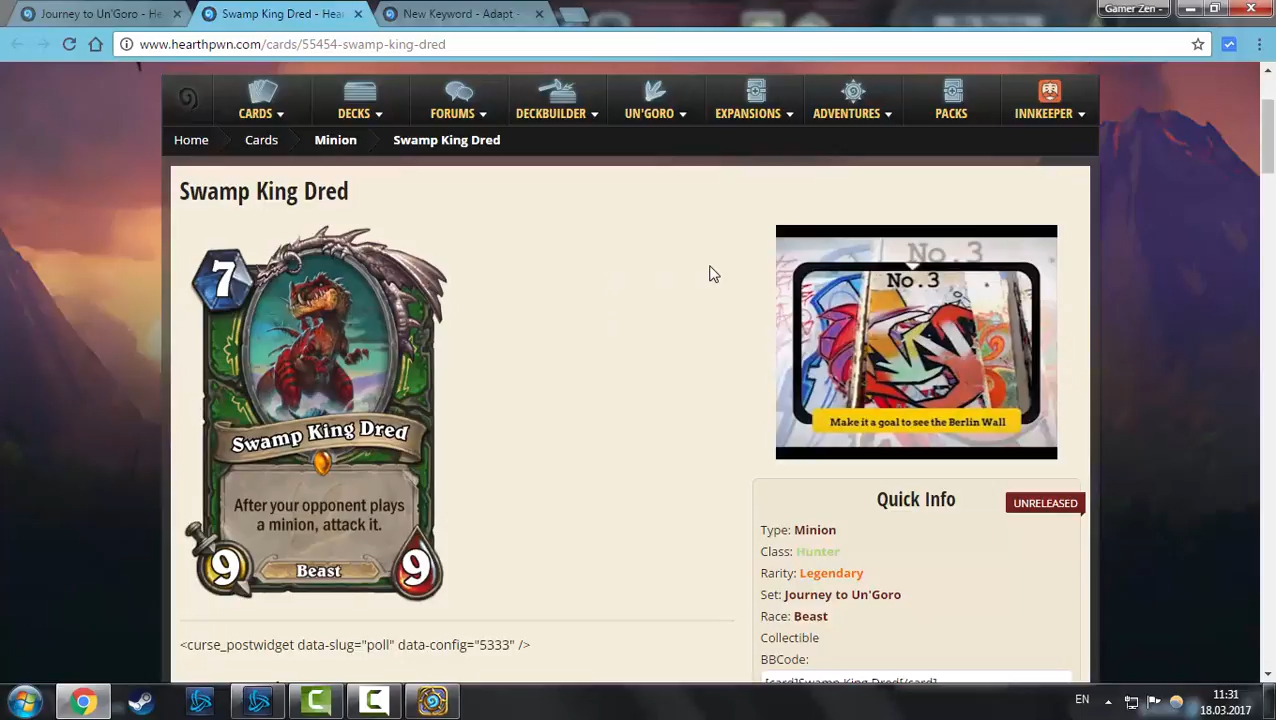 Journey to Un'Goro - He
Swamp King Dred - Hea
New Keyword - Adapt -
Gamer Zen -
www.hearthpwn.com/cards/55454-swamp-king-dred
CARDS
DECKS
FORUMS
DECKBUILDER
UN'GORO
EXPANSIONS
ADVENTURES
PACKS
INNKEEPER
Home
Cards
Minion
Swamp King Dred
Swamp King Dred
7
Swamp King Dred
After your opponent plays
a minion, attack it.
9
Beast
9
No.3
No.3
Make it a goal to see the Berlin Wall
Quick Info
UNRELEASED
Type: Minion
Class: Hunter
Rarity: Legendary
Set: Journey to Un'Goro
Race: Beast
Collectible
BBCode:
[card]Swamp King Dred[/card]
<curse_postwidget data-slug="poll" data-config="5333" />
EN
11:31
18.03.2017